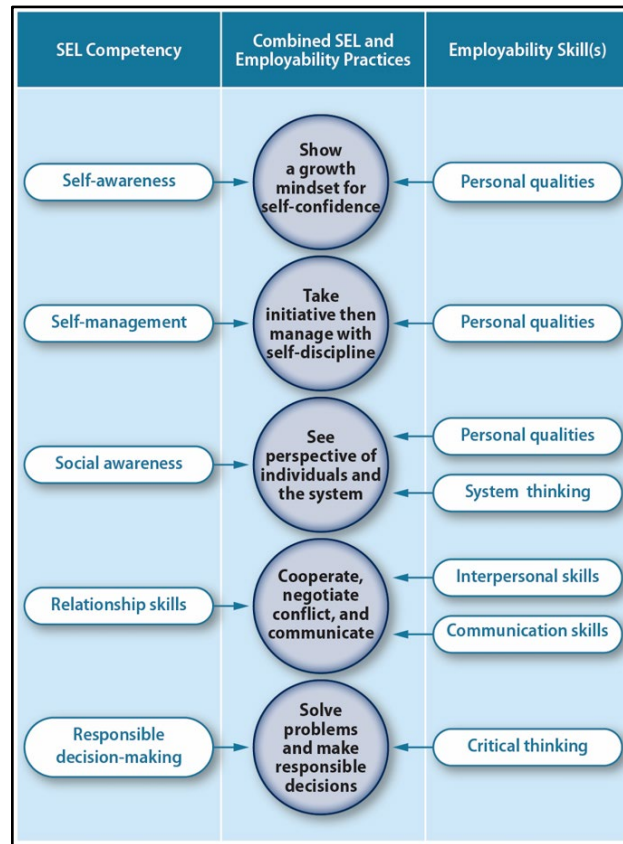 SEL Competency
Combined SEL and
Employability Practices
Employability Skill(s)
Self-awareness
Show
a growth
mindset for
self-confidence
Personal qualities
Self-management
Take
initiative then
manage with
self-discipline
Personal qualities
Social awareness
See
perspective of
individuals and
the system
Personal qualities
System thinking
Relationship skills
Cooperate,
negotiate
conflict, and
communicate
Interpersonal skills
Communication skills
Responsible
decision-making
Solve
problems
and make
responsible
decisions
Critical thinking